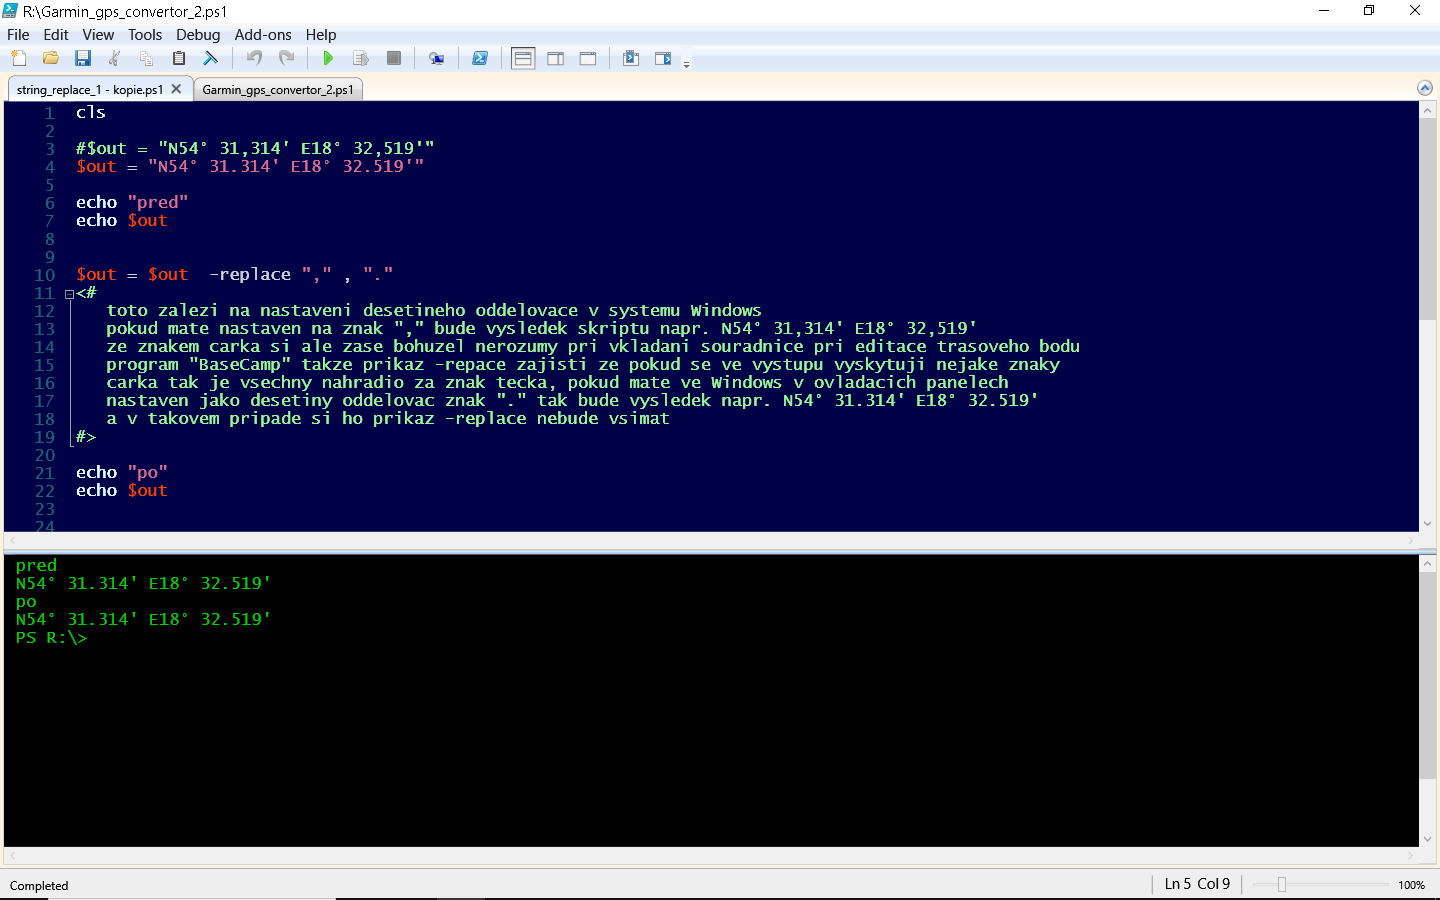 R:\Garmin_gps_convertor_2.ps1
File Edit View Tools Debug Add-ons Help
string_replace_1 - kopie.ps1 Garmin_gps_convertor_2.ps1
1 cls
2
3 #$out = "N54° 31,314' E18° 32,519'"
4 $out = "N54° 31.314' E18° 32.519'"
5
6 echo "pred"
7 echo $out
8
9
10 $out = $out  -replace "," , "."
11 <#
12    toto zalezi na nastaveni desetineho oddelovace v systemu Windows
13    pokud mate nastaven na znak "," bude vysledek skriptu napr. N54° 31,314' E18° 32,519'
14    ze znakem carka si ale zase bohuzel nerozumy pri vkladani souradnice pri editace trasoveho bodu
15    program "BaseCamp" takze prikaz -repace zajisti ze pokud se ve vystupu vyskytuji nejake znaky
16    carka tak je vsechny nahradio za znak tecka, pokud mate ve Windows v ovladacich panelech
17    nastaven jako desetiny oddelovac znak "." tak bude vysledek napr. N54° 31.314' E18° 32.519'
18    a v takovem pripade si ho prikaz -replace nebude vsimat
19 #>
20
21 echo "po"
22 echo $out
23
24
pred
N54° 31.314' E18° 32.519'
po
N54° 31.314' E18° 32.519'
PS R:\>
Completed Ln 5 Col 9 100%